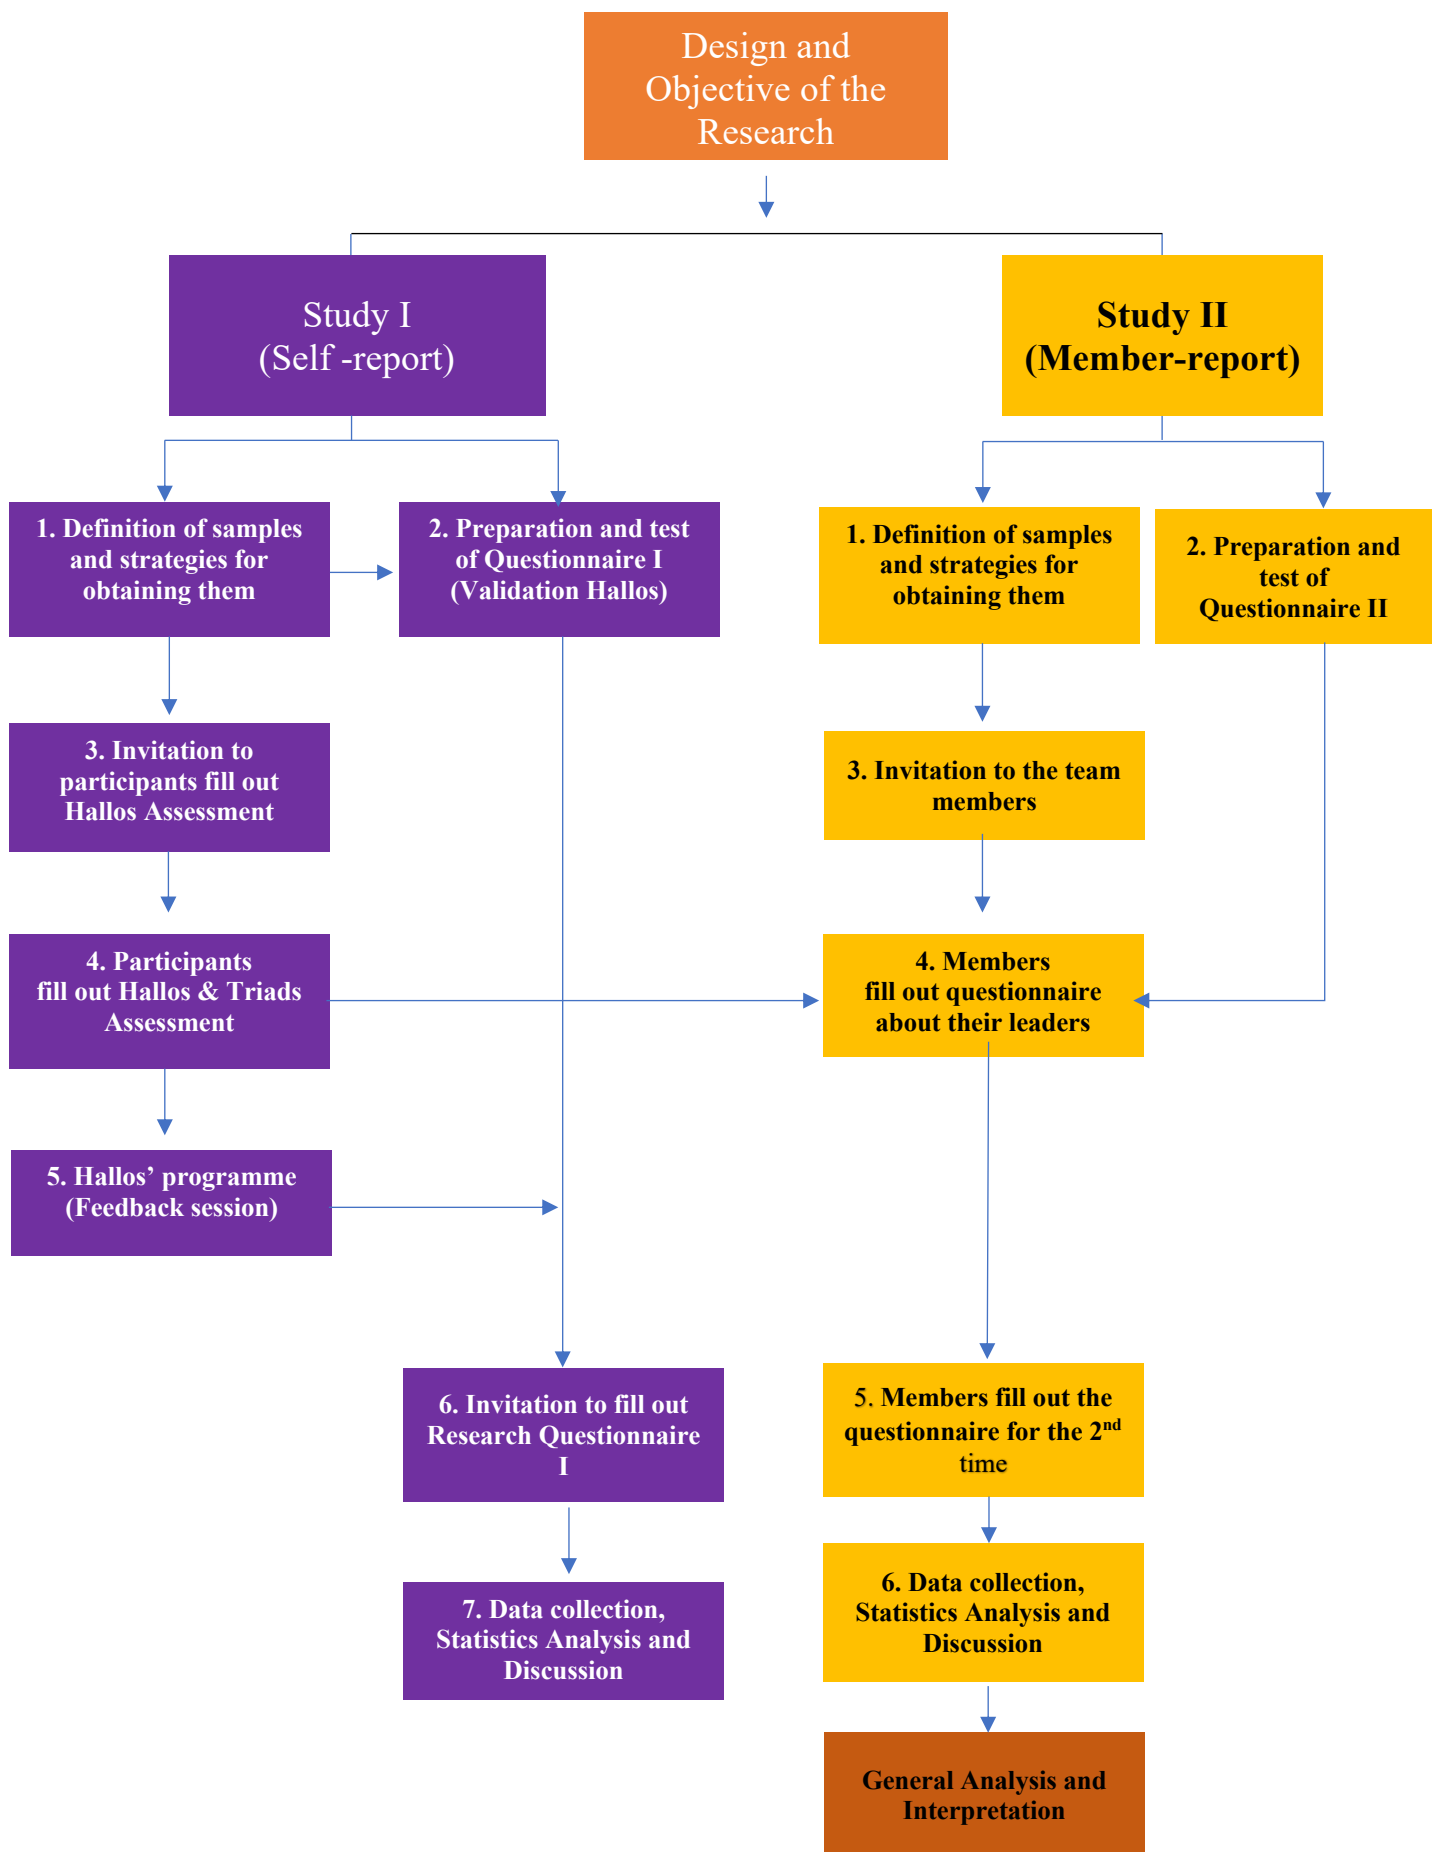 Design and
Objective of the
Research
Study I
(Self -report)
Study II
(Member-report)
1. Definition of samples
and strategies for
obtaining them
2. Preparation and test
of Questionnaire I
(Validation Hallos)
1. Definition of samples
and strategies for
obtaining them
2. Preparation and
test of
Questionnaire II
3. Invitation to
participants fill out
Hallos Assessment
3. Invitation to the team
members
4. Participants
fill out Hallos & Triads
Assessment
4. Members
fill out questionnaire
about their leaders
5. Hallos’ programme
(Feedback session)
6. Invitation to fill out
Research Questionnaire
I
5. Members fill out the
questionnaire for the 2nd
time
7. Data collection,
Statistics Analysis and
Discussion
6. Data collection,
Statistics Analysis and
Discussion
General Analysis and
Interpretation